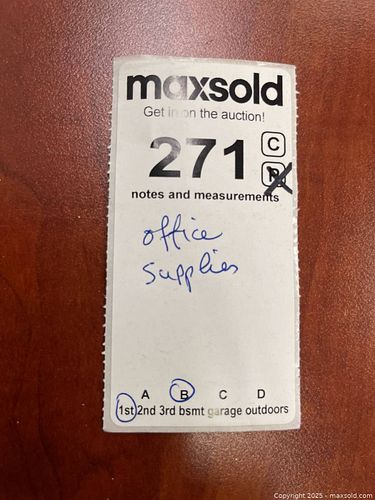 maxsold
Get in on the auction!
271 C
P
notes and measurements
office
supplies
A B C D
1st 2nd 3rd bsmt garage outdoors
Copyright 2025 - maxsold.com